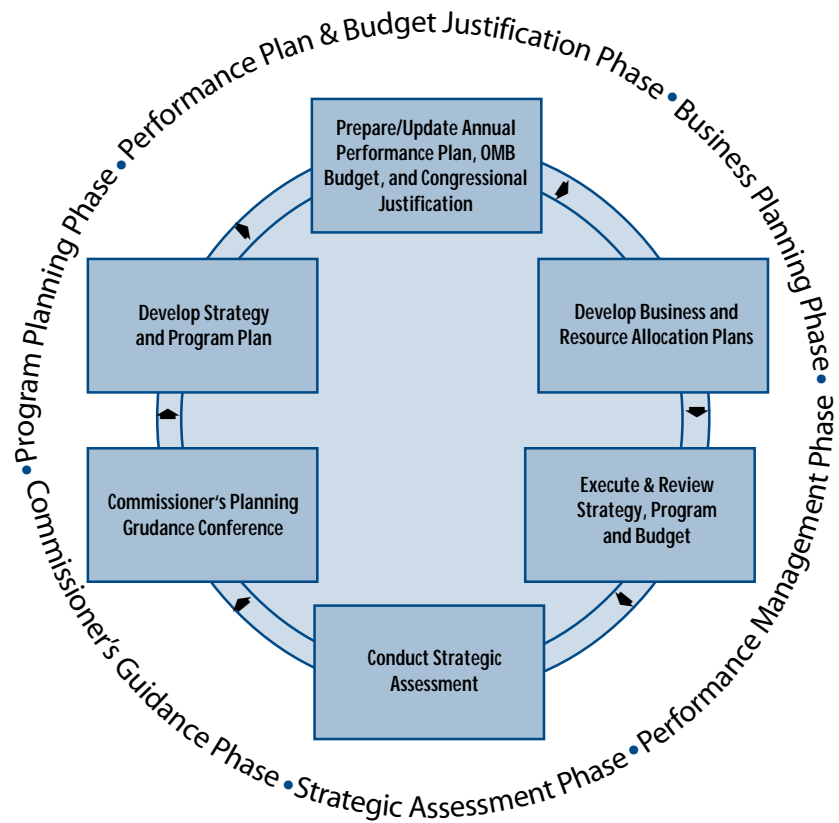 Performance Plan & Budget Justification Phase •
Business Planning Phase •
Performance Management Phase
• Strategic Assessment Phase •
Commissioner's Guidance Phase •
• Program Planning Phase •
Prepare/Update Annual
Performance Plan, OMB
Budget, and Congressional
Justification
Develop Business and
Resource Allocation Plans
Execute & Review
Strategy, Program
and Budget
Conduct Strategic
Assessment
Commissioner's Planning
Grudance Conference
Develop Strategy
and Program Plan